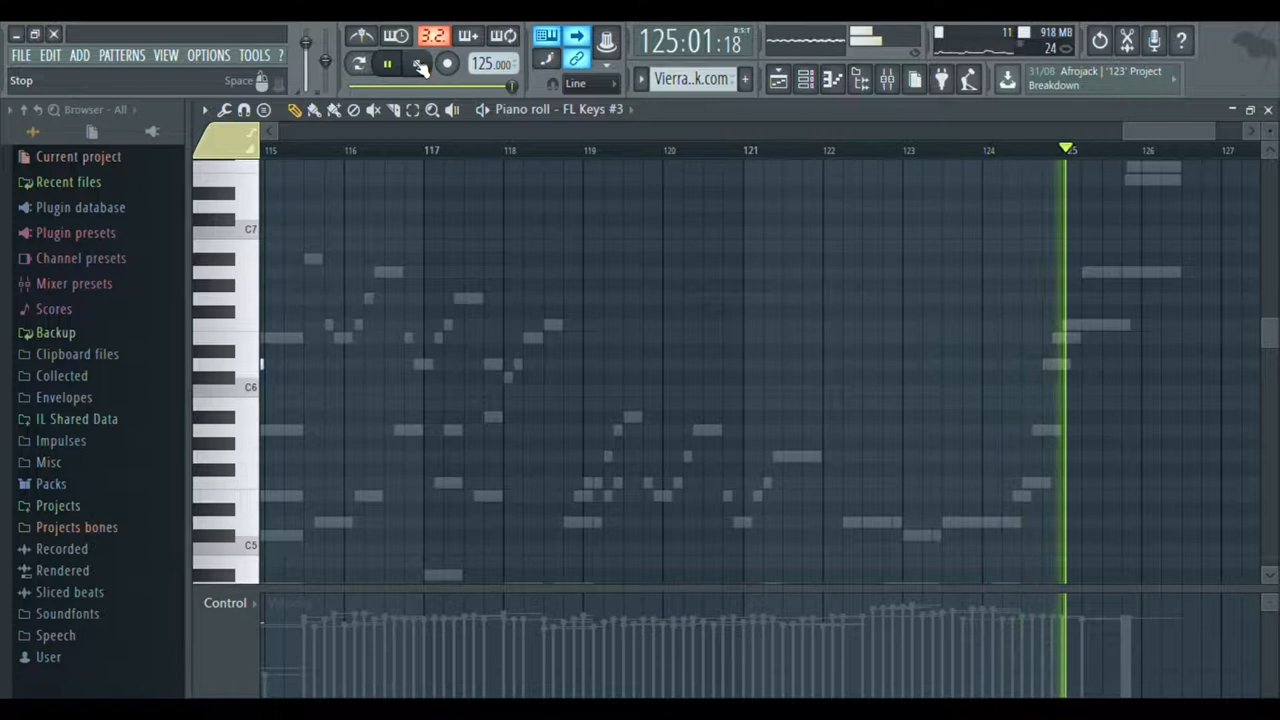 FILE EDIT ADD PATTERNS VIEW OPTIONS TOOLS ?
Stop
Space
3.2.
125.000
125:01:18
B:S:T
Line
Vierra..k.com
11
918 MB
24
31/08 Afrojack | '123' Project
Breakdown
Browser - All
Piano roll - FL Keys #3
Current project
Recent files
Plugin database
Plugin presets
Channel presets
Mixer presets
Scores
Backup
Clipboard files
Collected
Envelopes
IL Shared Data
Impulses
Misc
Packs
Projects
Projects bones
Recorded
Rendered
Sliced beats
Soundfonts
Speech
User
115 116 117 118 119 120 121 122 123 124 125 126 127
C7
C6
C5
Control
Velocity